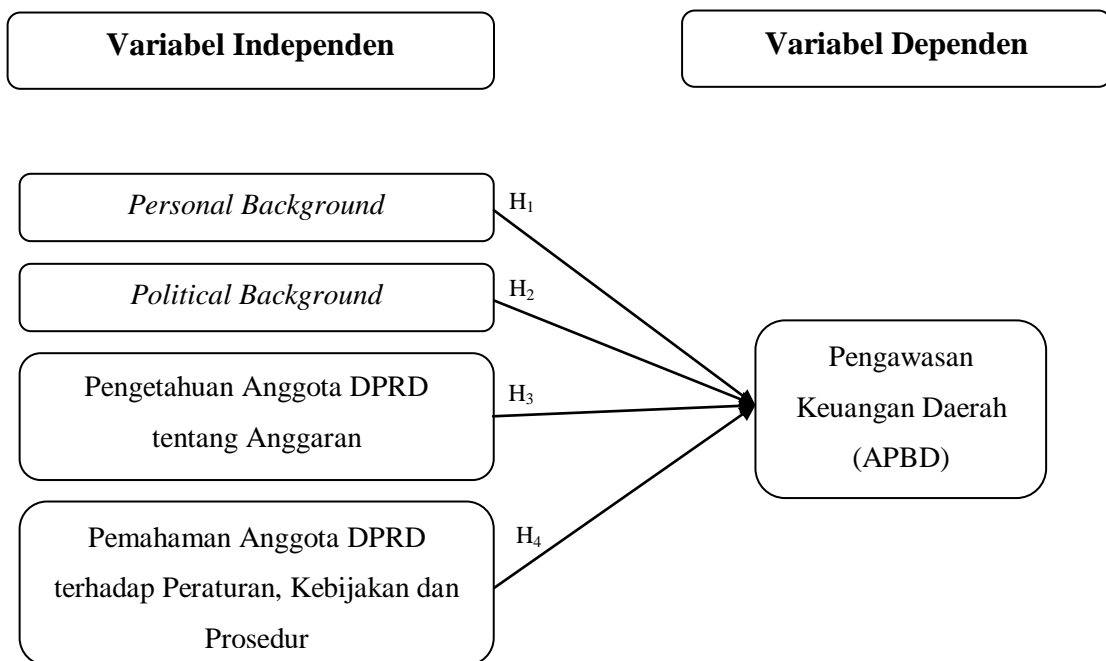 Variabel Independen
Variabel Dependen
Personal Background
H₁
Political Background
H₂
Pengetahuan Anggota DPRD
tentang Anggaran
H₃
Pengawasan
Keuangan Daerah
(APBD)
Pemahaman Anggota DPRD
terhadap Peraturan, Kebijakan dan
Prosedur
H₄